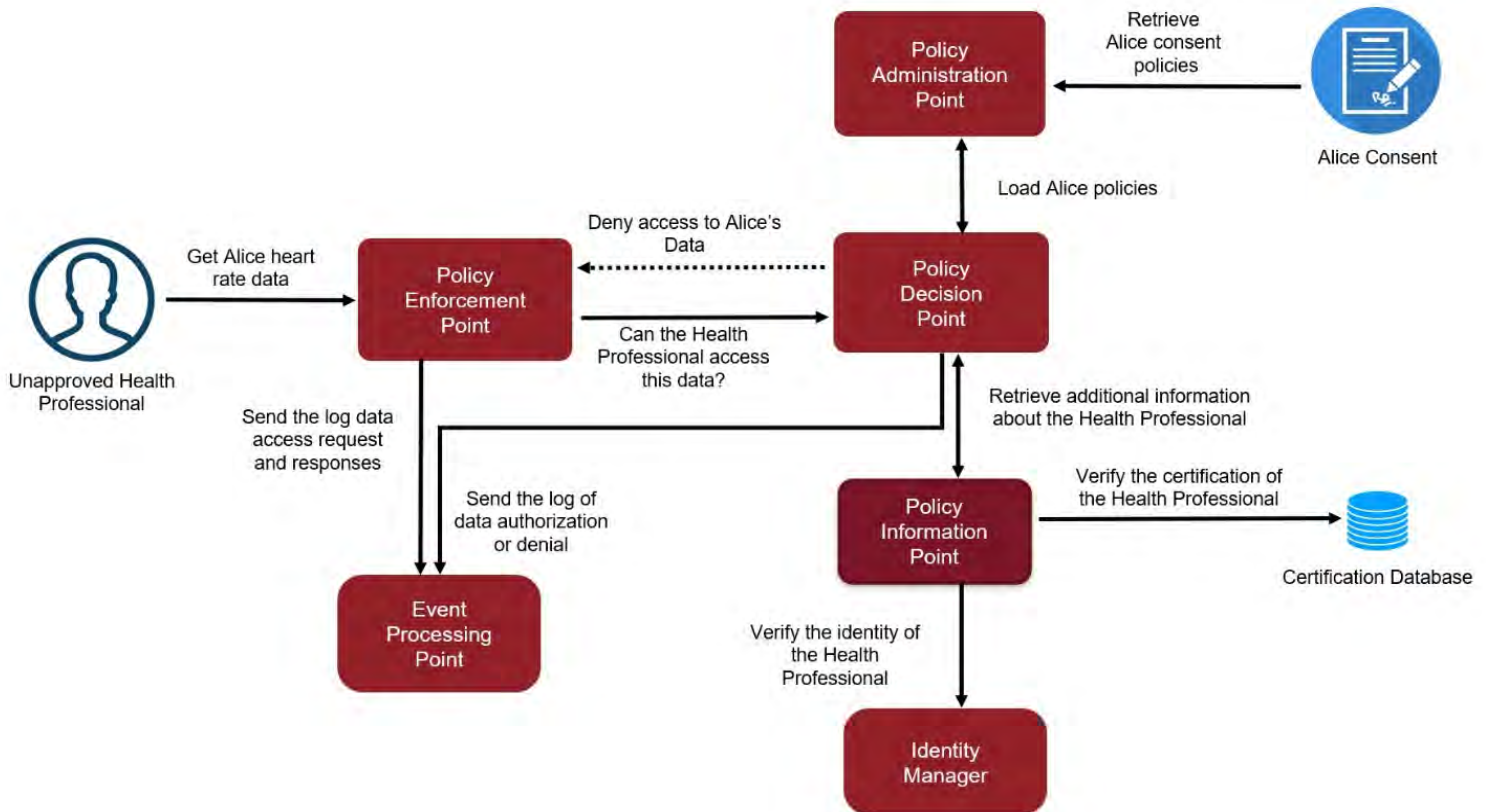 Retrieve
Alice consent
policies
Policy
Administration
Point
Alice Consent
Load Alice policies
Deny access to Alice's
Data
Get Alice heart
rate data
Policy
Enforcement
Point
Policy
Decision
Point
Can the Health
Professional access
this data?
Unapproved Health
Professional
Send the log data
access request
and responses
Retrieve additional information
about the Health Professional
Verify the certification of
the Health Professional
Send the log of
data authorization
or denial
Policy
Information
Point
Certification Database
Event
Processing
Point
Verify the identity of
the Health
Professional
Identity
Manager